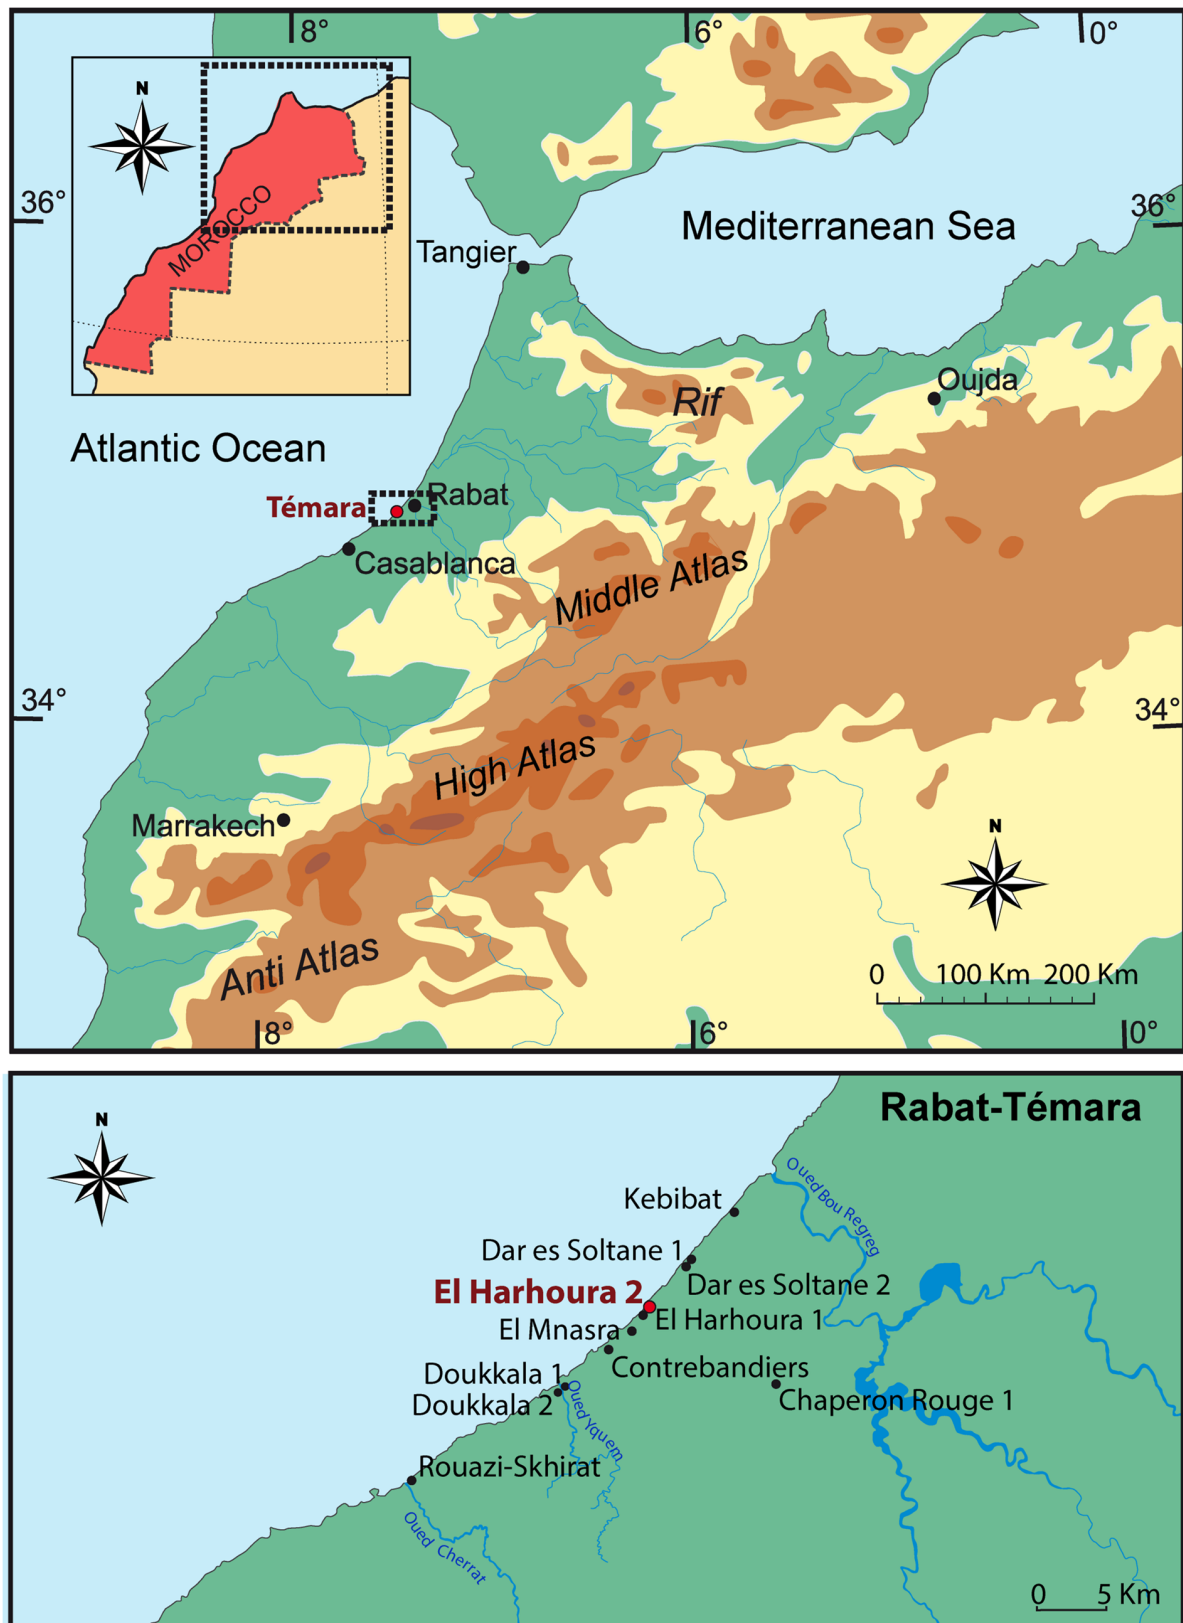 8°
6°
0°
N
MOROCCO
36°
36°
Mediterranean Sea
Tangier
Oujda
Rif
Atlantic Ocean
Rabat
Témara
Casablanca
Middle Atlas
34°
34°
High Atlas
Marrakech
N
Anti Atlas
0 100 Km 200 Km
8°
6°
0°
Rabat-Témara
N
Oued Bou Regreg
Kebibat
Dar es Soltane 1
Dar es Soltane 2
El Harhoura 2
El Harhoura 1
El Mnasra
Contrebandiers
Doukkala 1
Chaperon Rouge 1
Doukkala 2
Oued Yquem
Rouazi-Skhirat
Oued Cherrat
0 5 Km